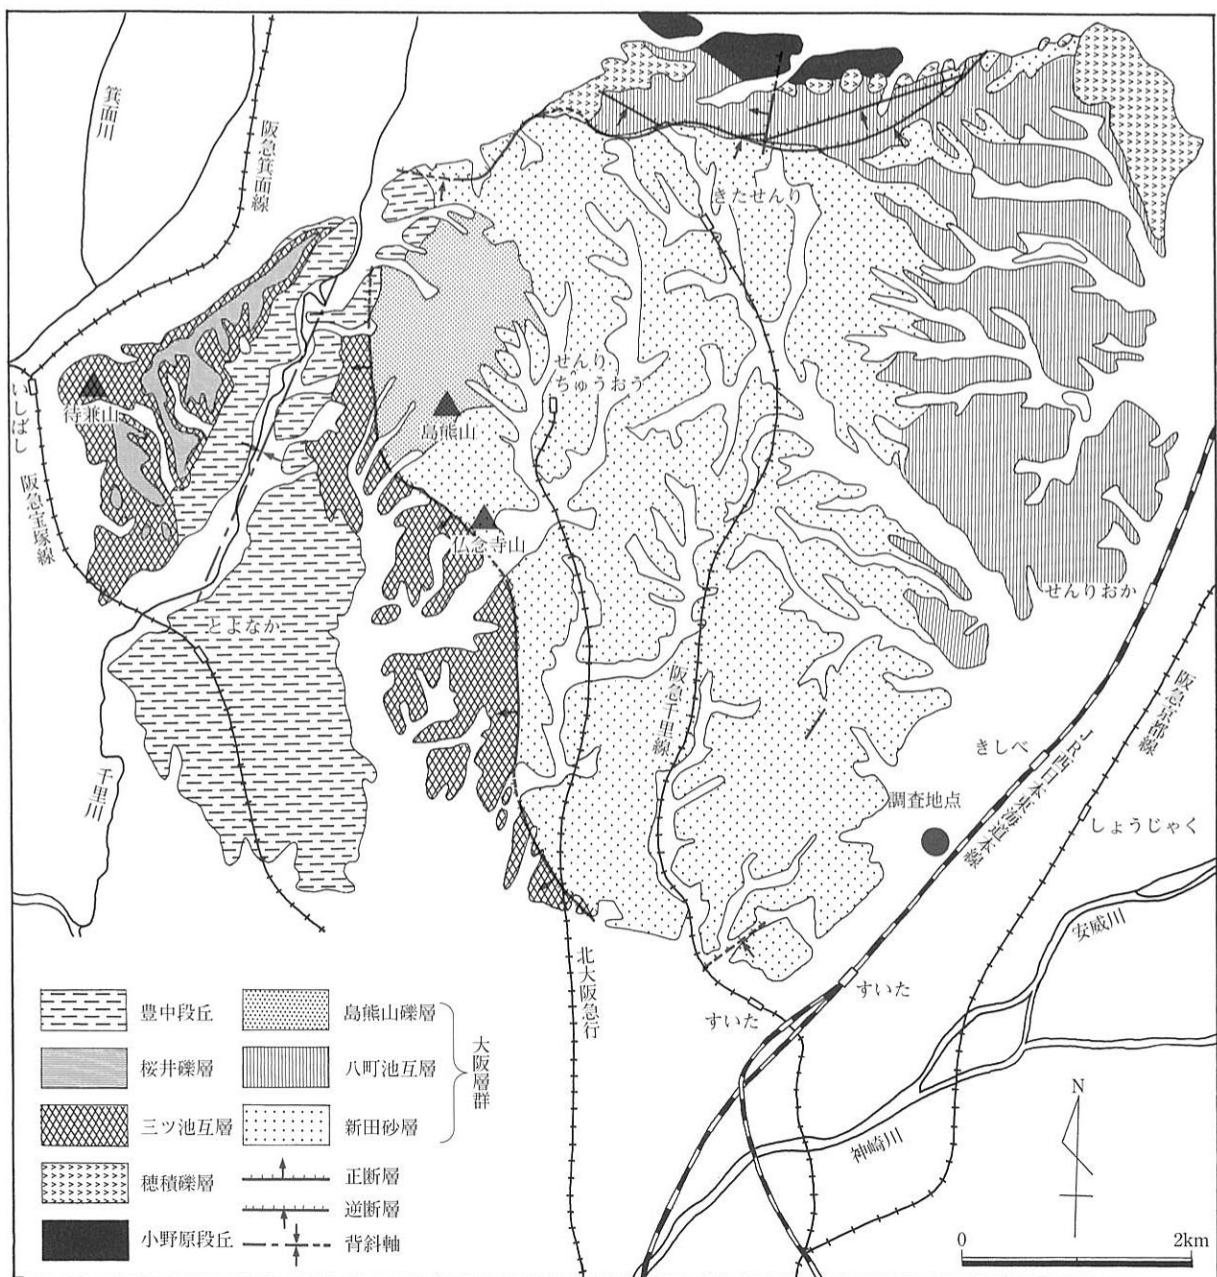 箕面川
阪急箕面線
きたせんり
せんり
ちゅうおう
いしばし
待兼山
島熊山
阪急宝塚線
仏念寺山
せんりおか
とよなか
阪急千里線
阪急京都線
きしべ
JR西日本東海道本線
千里川
調査地点
しょうじゃく
安威川
北大阪急行
すいた
すいた
神崎川
豊中段丘
島熊山礫層
桜井礫層
八町池互層
大阪層群
三ツ池互層
新田砂層
穂積礫層
正断層
逆断層
小野原段丘
背斜軸
N
0
2km